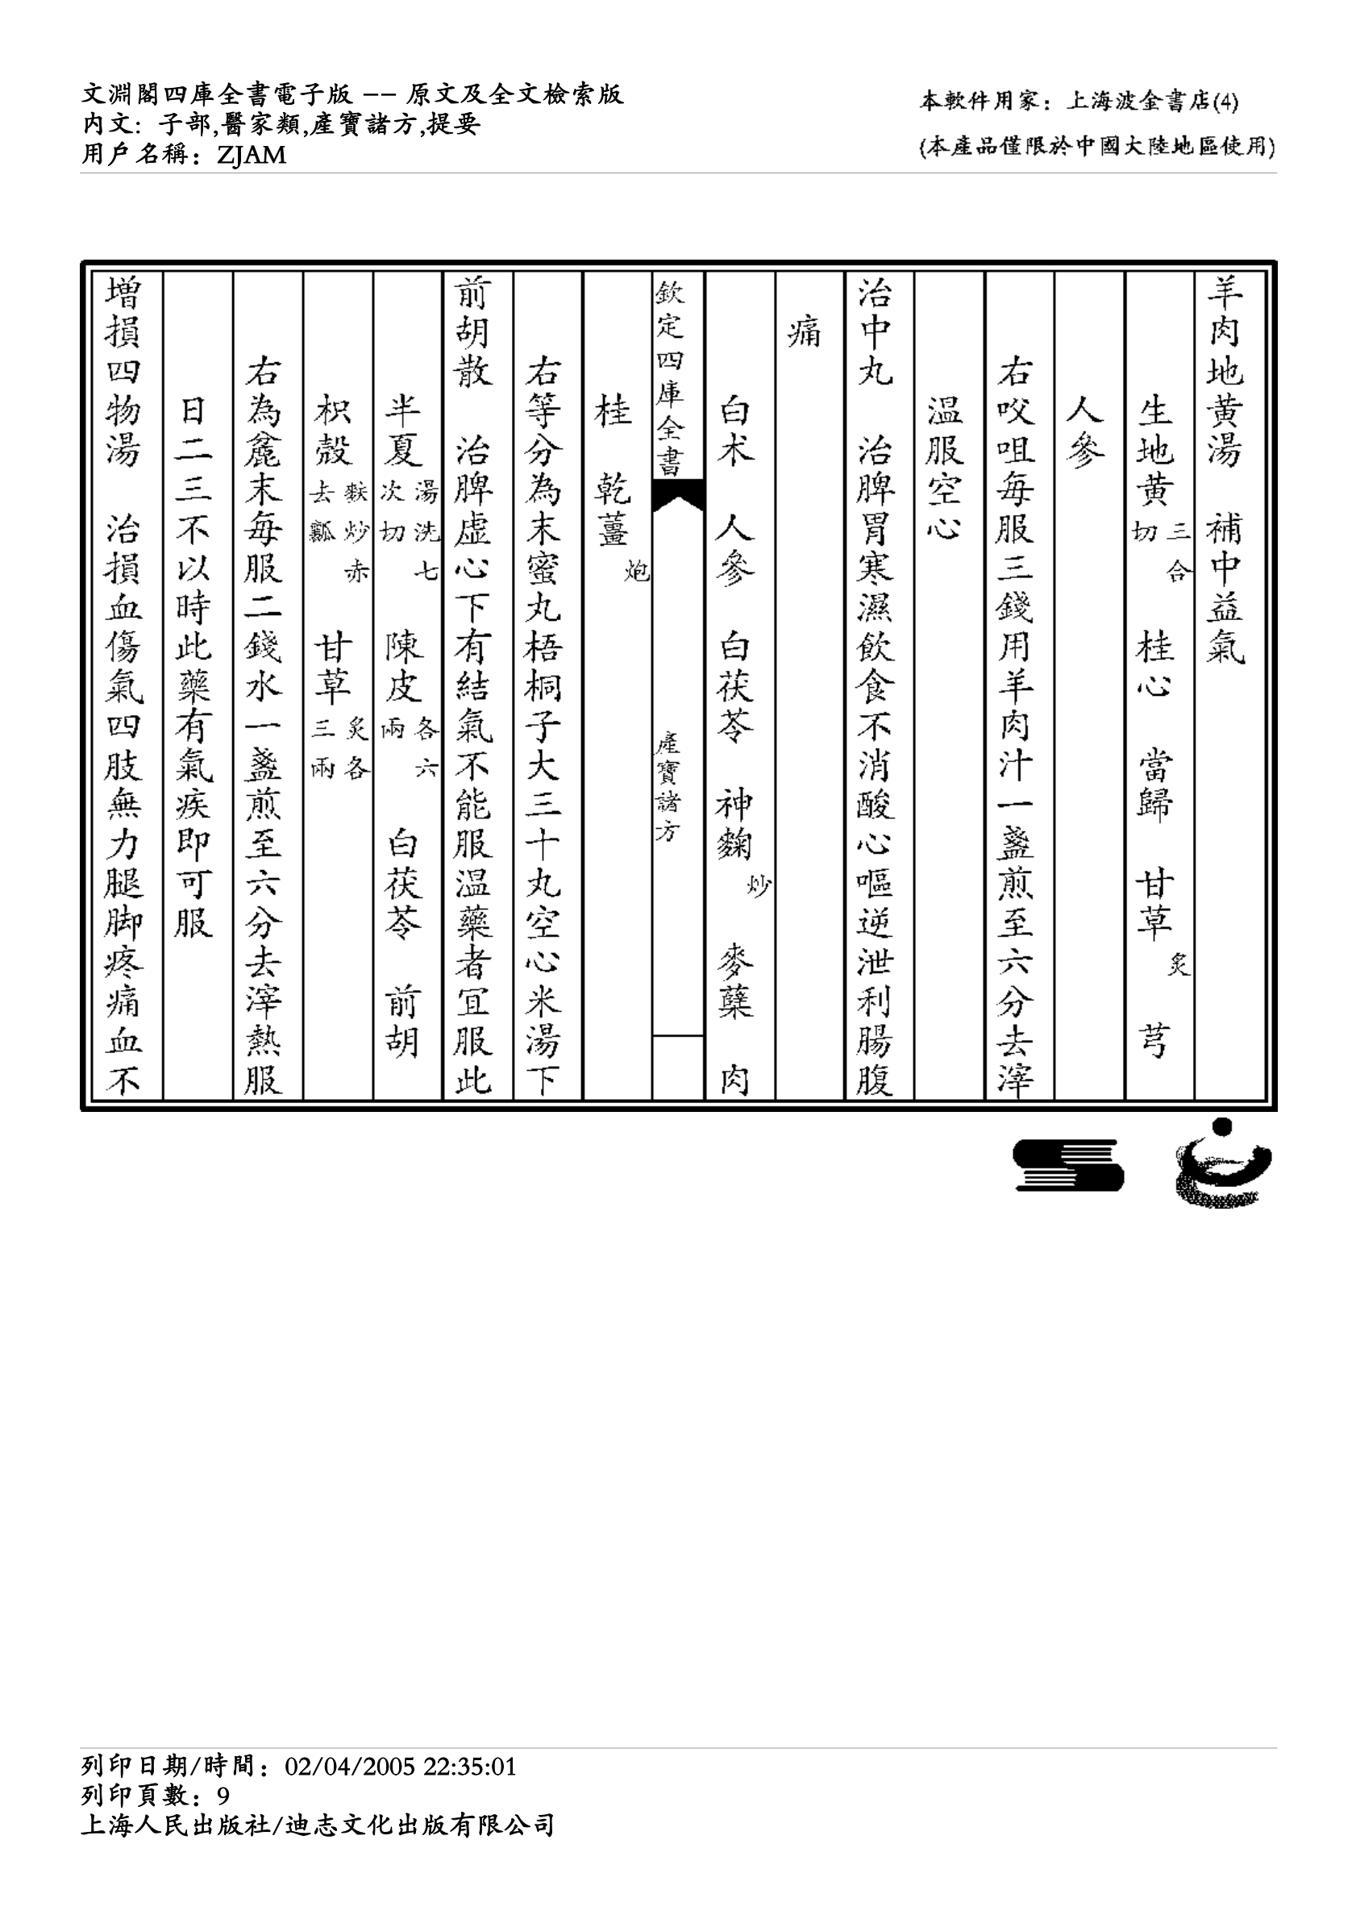 文淵閣四庫全書電子版 -- 原文及全文檢索版
内文: 子部,醫家類,產寶諸方,提要
用戶名稱: ZJAM
本軟件用家: 上海波金書店(4)
(本產品僅限於中國大陸地區使用)
羊肉地黄湯　補中益氣
生地黄三合切　桂心　當歸　甘草炙　芎
人參
右㕮咀每服三錢用羊肉汁一盞煎至六分去滓
温服空心
治中丸　治脾胃寒濕飲食不消酸心嘔逆泄利腸腹
痛
白术　人參　白茯苓　神麴炒　麥蘖　肉
欽定四庫全書　產寶諸方
桂　乾薑炮
右等分為末蜜丸梧桐子大三十丸空心米湯下
前胡散　治脾虛心下有結氣不能服温藥者宜服此
半夏湯洗七次切　陳皮各六兩　白茯苓　前胡
枳殼麩炒赤去瓤　甘草炙各三兩
右為麄末每服二錢水一盞煎至六分去滓熱服
日二三不以時此藥有氣疾即可服
增損四物湯　治損血傷氣四肢無力腿脚疼痛血不
列印日期/時間: 02/04/2005 22:35:01
列印頁數: 9
上海人民出版社/迪志文化出版有限公司